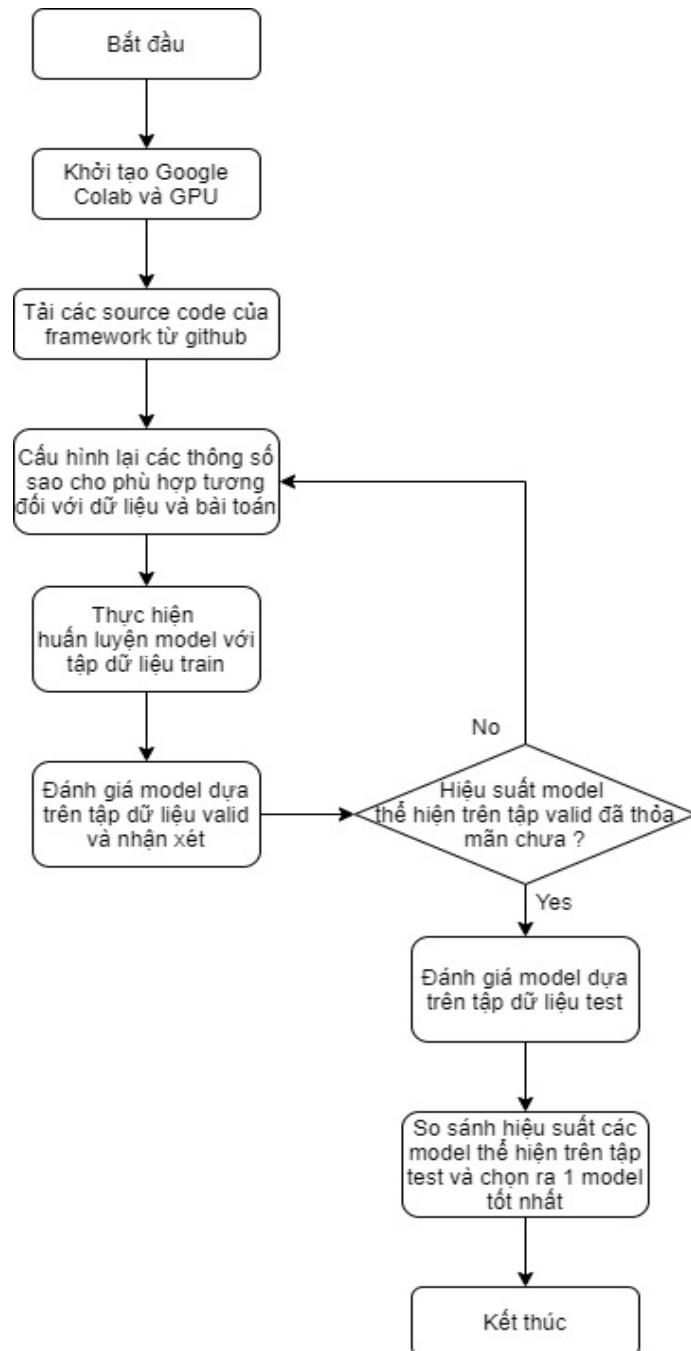 Bắt đầu
Khởi tạo Google
Colab và GPU
Tải các source code của
framework từ github
Cấu hình lại các thông số
sao cho phù hợp tương
đối với dữ liệu và bài toán
Thực hiện
huấn luyện model với
tập dữ liệu train
Đánh giá model dựa
trên tập dữ liệu valid
và nhận xét
No
Hiệu suất model
thể hiện trên tập valid đã thỏa
mãn chưa ?
Yes
Đánh giá model dựa
trên tập dữ liệu test
So sánh hiệu suất các
model thể hiện trên tập
test và chọn ra 1 model
tốt nhất
Kết thúc